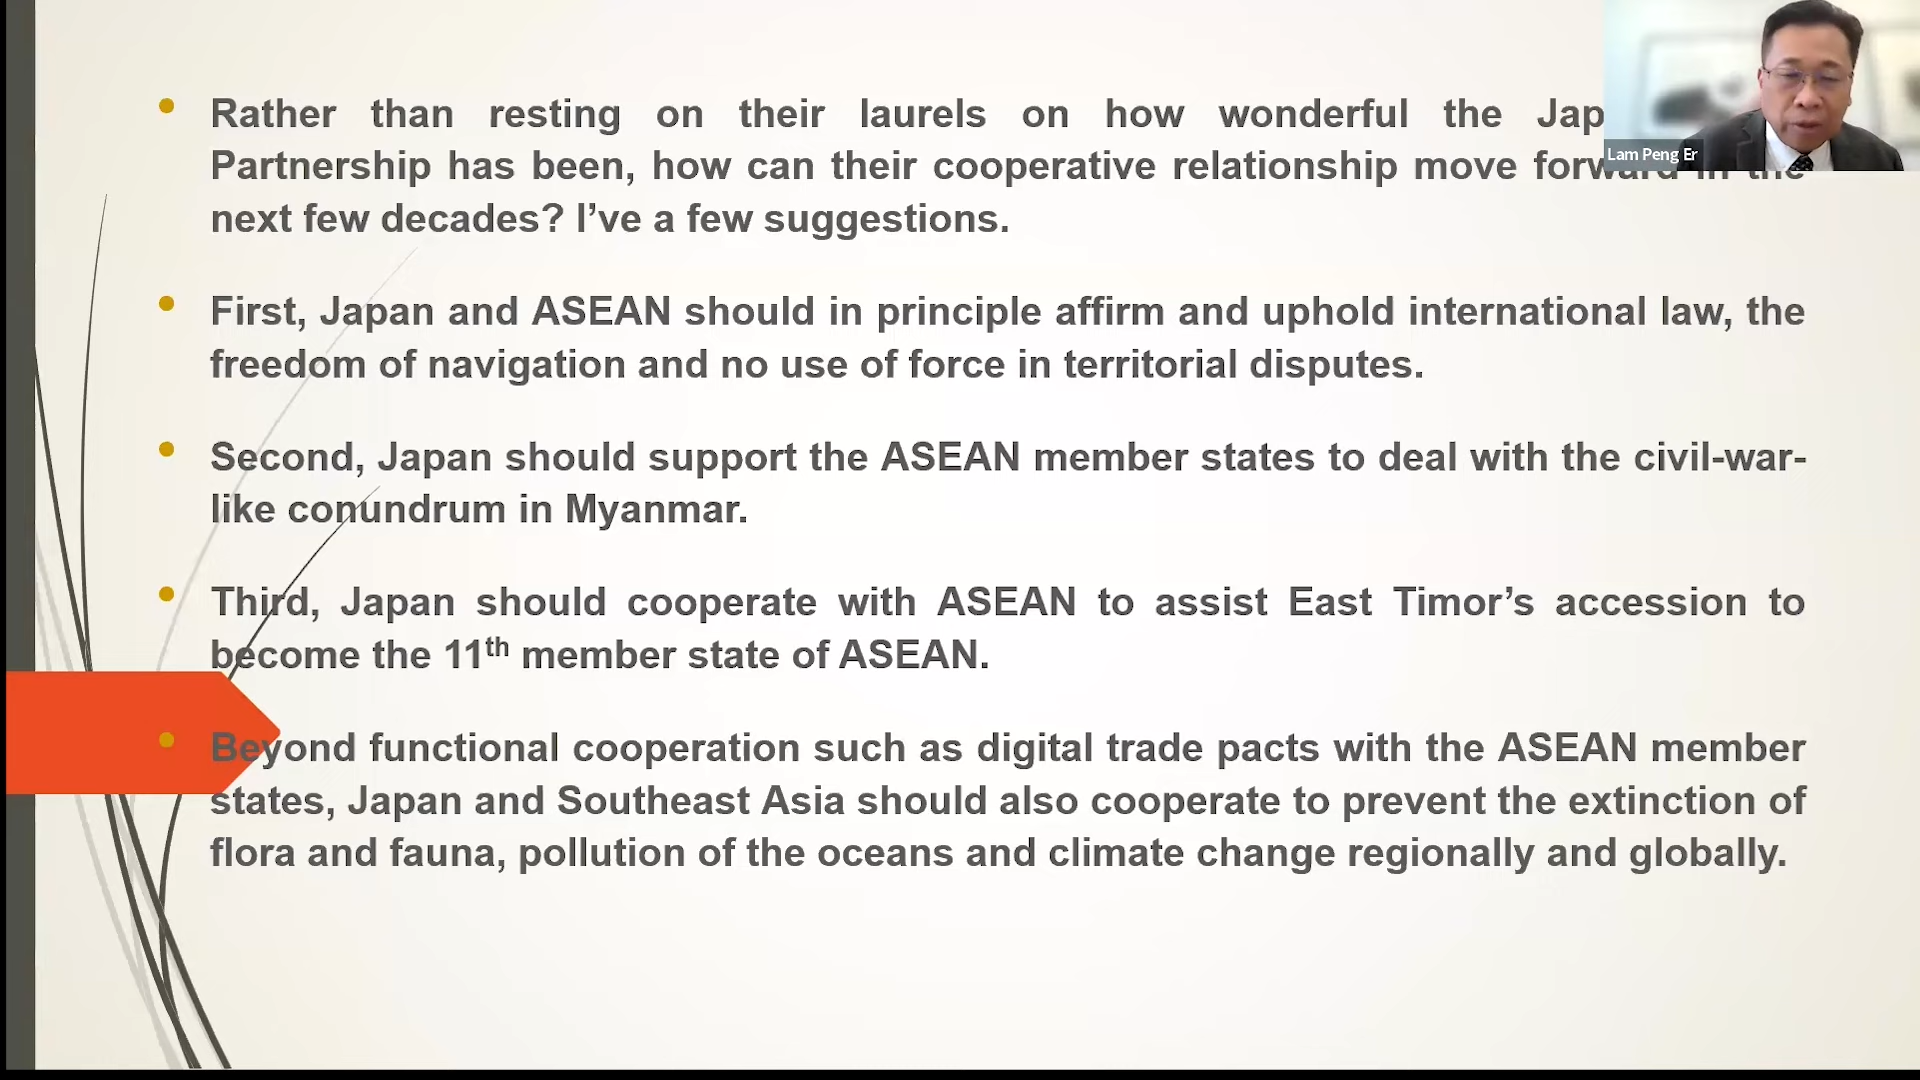 Rather than resting on their laurels on how wonderful the Jap
Partnership has been, how can their cooperative relationship move forward in the
next few decades? I’ve a few suggestions.
First, Japan and ASEAN should in principle affirm and uphold international law, the
freedom of navigation and no use of force in territorial disputes.
Second, Japan should support the ASEAN member states to deal with the civil-war-
like conundrum in Myanmar.
Third, Japan should cooperate with ASEAN to assist East Timor’s accession to
become the 11th member state of ASEAN.
Beyond functional cooperation such as digital trade pacts with the ASEAN member
states, Japan and Southeast Asia should also cooperate to prevent the extinction of
flora and fauna, pollution of the oceans and climate change regionally and globally.
Lam Peng Er